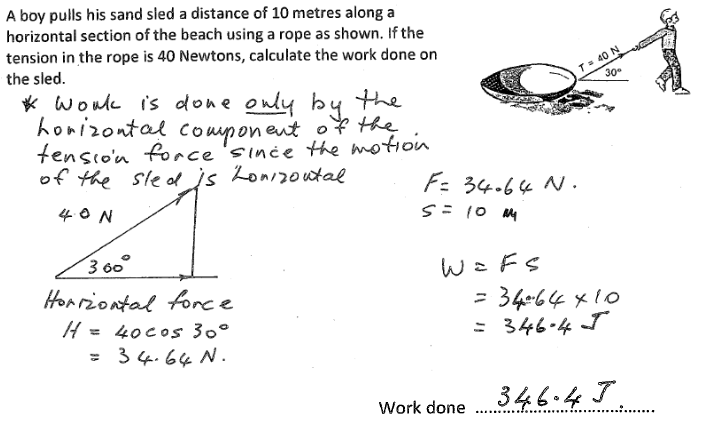 A boy pulls his sand sled a distance of 10 metres along a
horizontal section of the beach using a rope as shown. If the
tension in the rope is 40 Newtons, calculate the work done on
the sled.
T = 40 N
30°
* Work is done only by the
horizontal component of the
tension force since the motion
of the sled is horizontal
40 N
300°
Horizontal force
H = 40 cos 30°
= 34.64 N.
F = 34.64 N.
S = 10 m
W = FS
= 34.64 x 10
= 346.4 J
Work done 346.4 J.